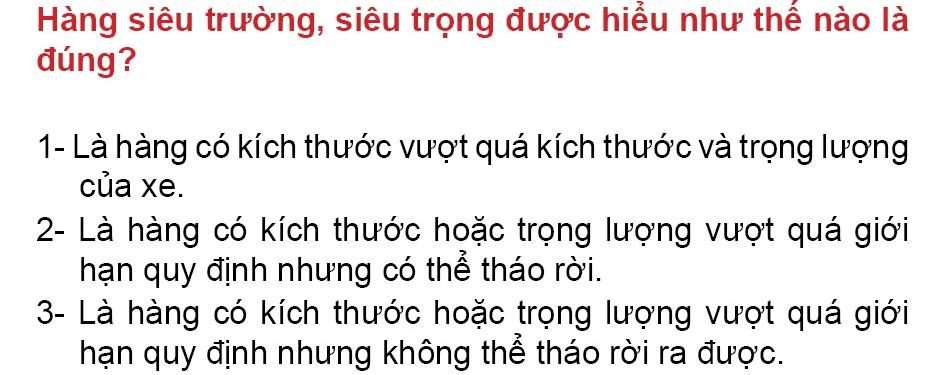 Hàng siêu trường, siêu trọng được hiểu như thế nào là
đúng?
1- Là hàng có kích thước vượt quá kích thước và trọng lượng
của xe.
2- Là hàng có kích thước hoặc trọng lượng vượt quá giới
hạn quy định nhưng có thể tháo rời.
3- Là hàng có kích thước hoặc trọng lượng vượt quá giới
hạn quy định nhưng không thể tháo rời ra được.